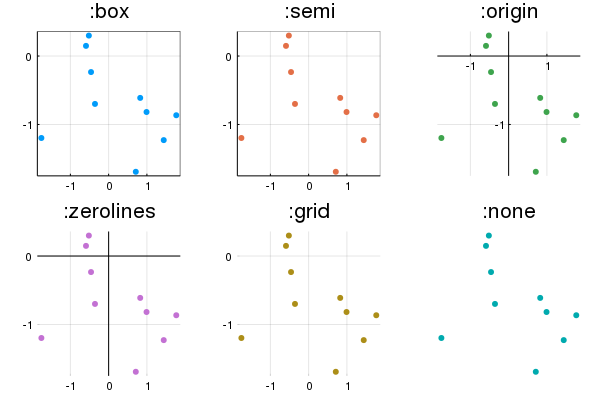 :box :semi :origin
0 0 -1 1
-1 -1 -1
-1 0 1 -1 0 1
:zerolines :grid :none
0 0
-1 -1
-1 0 1 -1 0 1